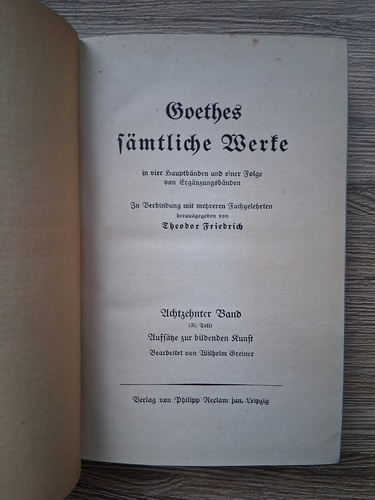 Goethes
sämtliche Werke
in vier Hauptbänden und einer Folge
von Ergänzungsbänden
In Verbindung mit mehreren Fachgelehrten
herausgegeben von
Theodor Friedrich
Achtzehnter Band
(35. Teil)
Aufsätze zur bildenden Kunst
Bearbeitet von Wilhelm Greiner
Verlag von Philipp Reclam jun. Leipzig